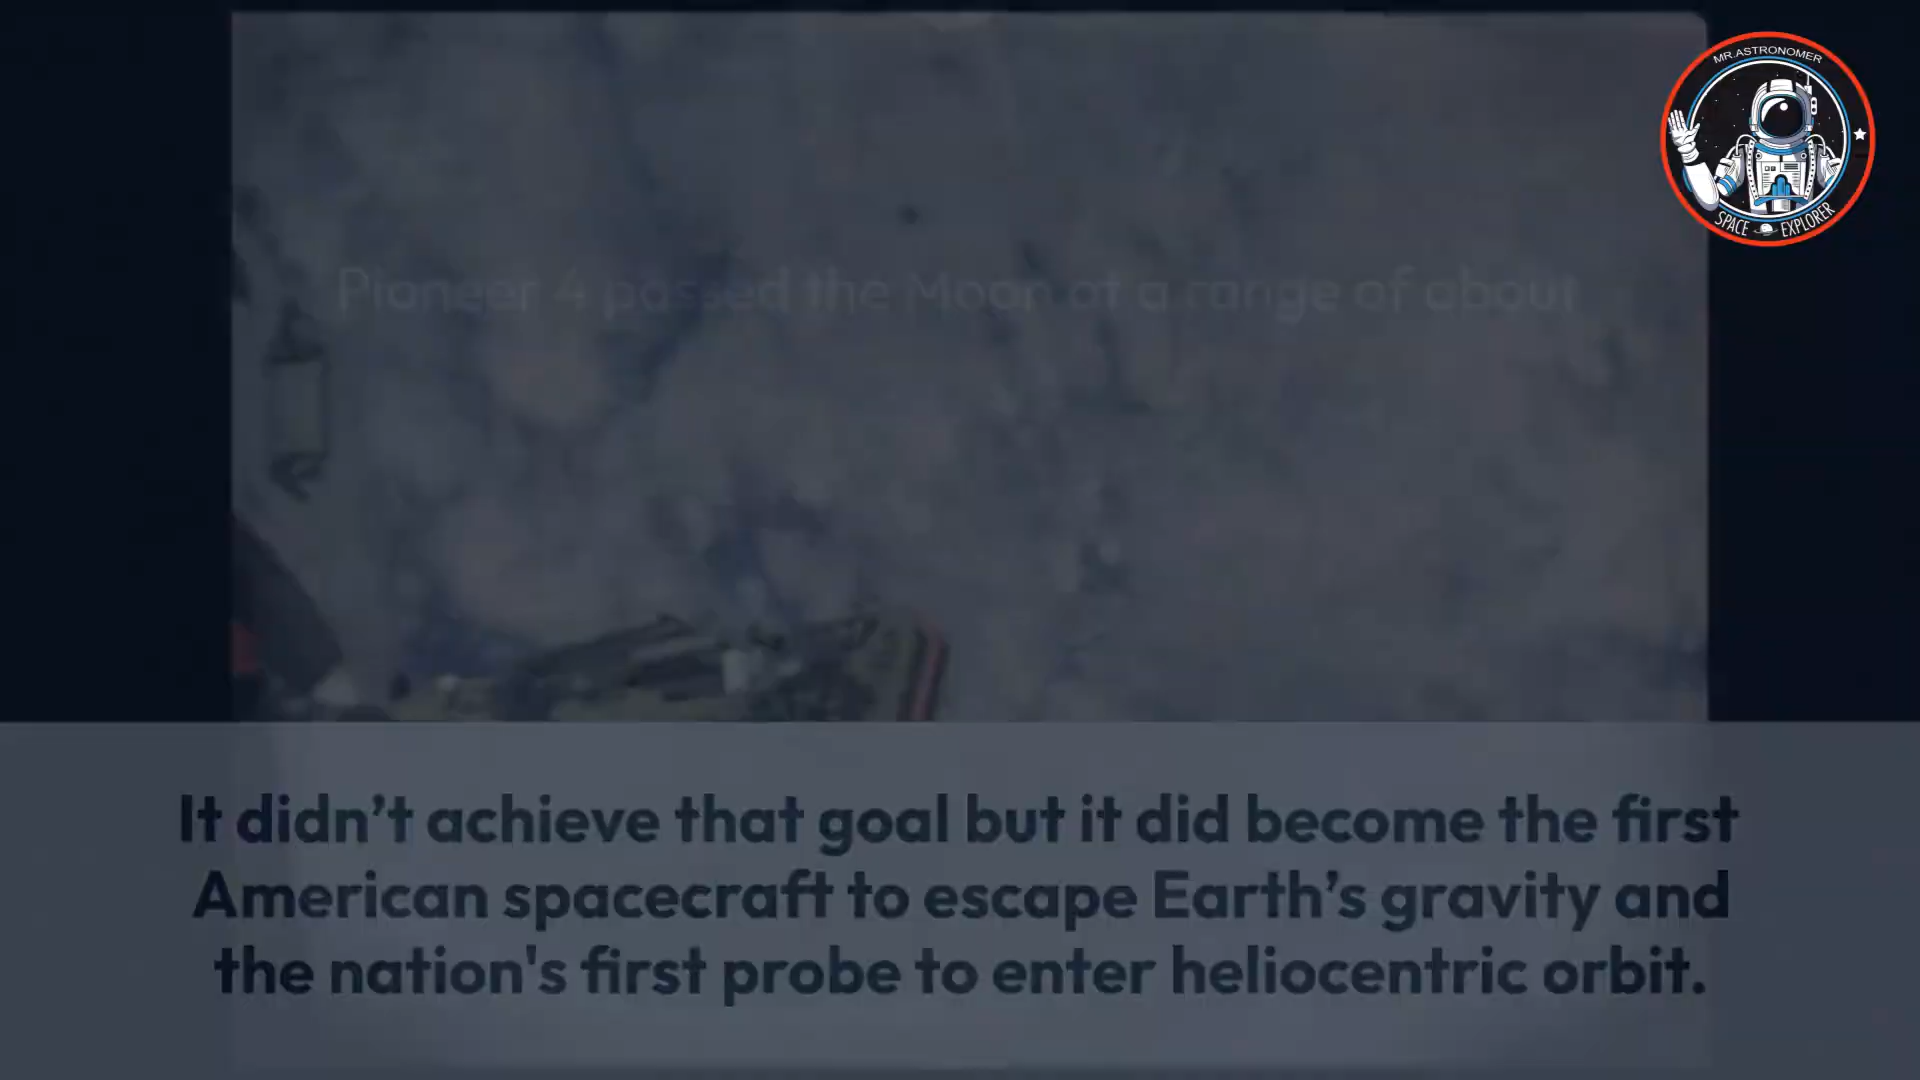 MR.ASTRONOMER
SPACE EXPLORER
Pioneer 4 passed the Moon at a range of about
It didn’t achieve that goal but it did become the first
American spacecraft to escape Earth’s gravity and
the nation's first probe to enter heliocentric orbit.